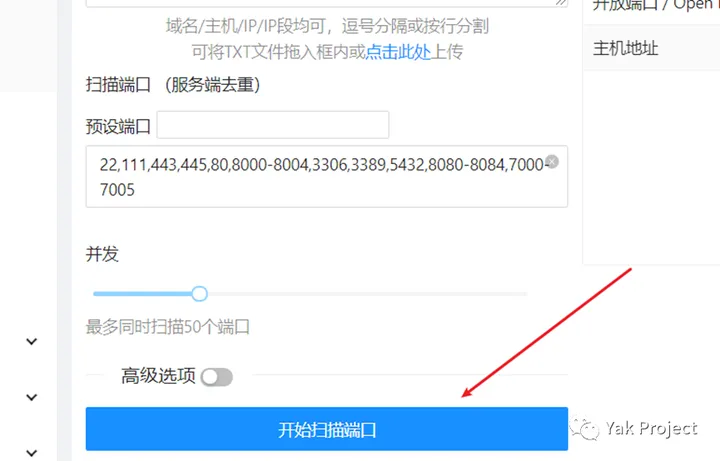 域名/主机/IP/IP段均可，逗号分隔或按行分割
可将TXT文件拖入框内或点击此处上传
扫描端口 （服务端去重）
预设端口
22,111,443,445,80,8000-8004,3306,3389,5432,8080-8084,7000-
7005
并发
最多同时扫描50个端口
高级选项
开始扫描端口
开放端口 / Open
主机地址
Yak Project